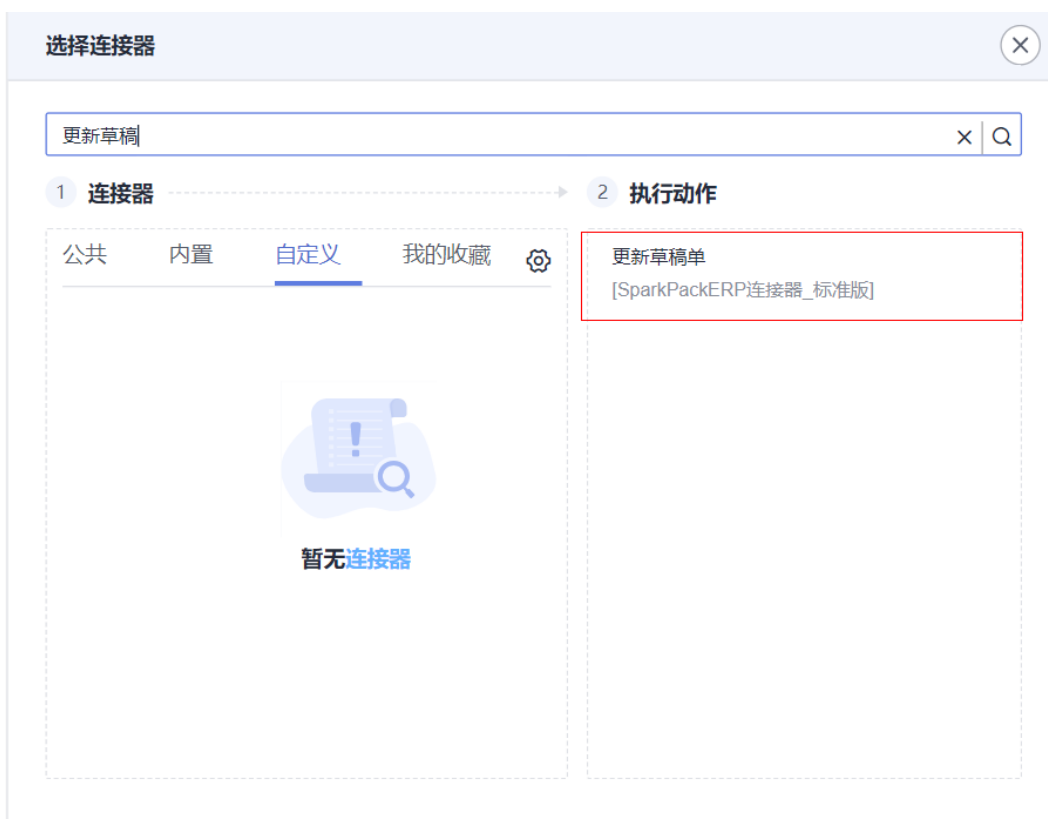 选择连接器
更新草稿
1 连接器
2 执行动作
公共 内置 自定义 我的收藏
更新草稿单
[SparkPackERP连接器_标准版]
暂无连接器